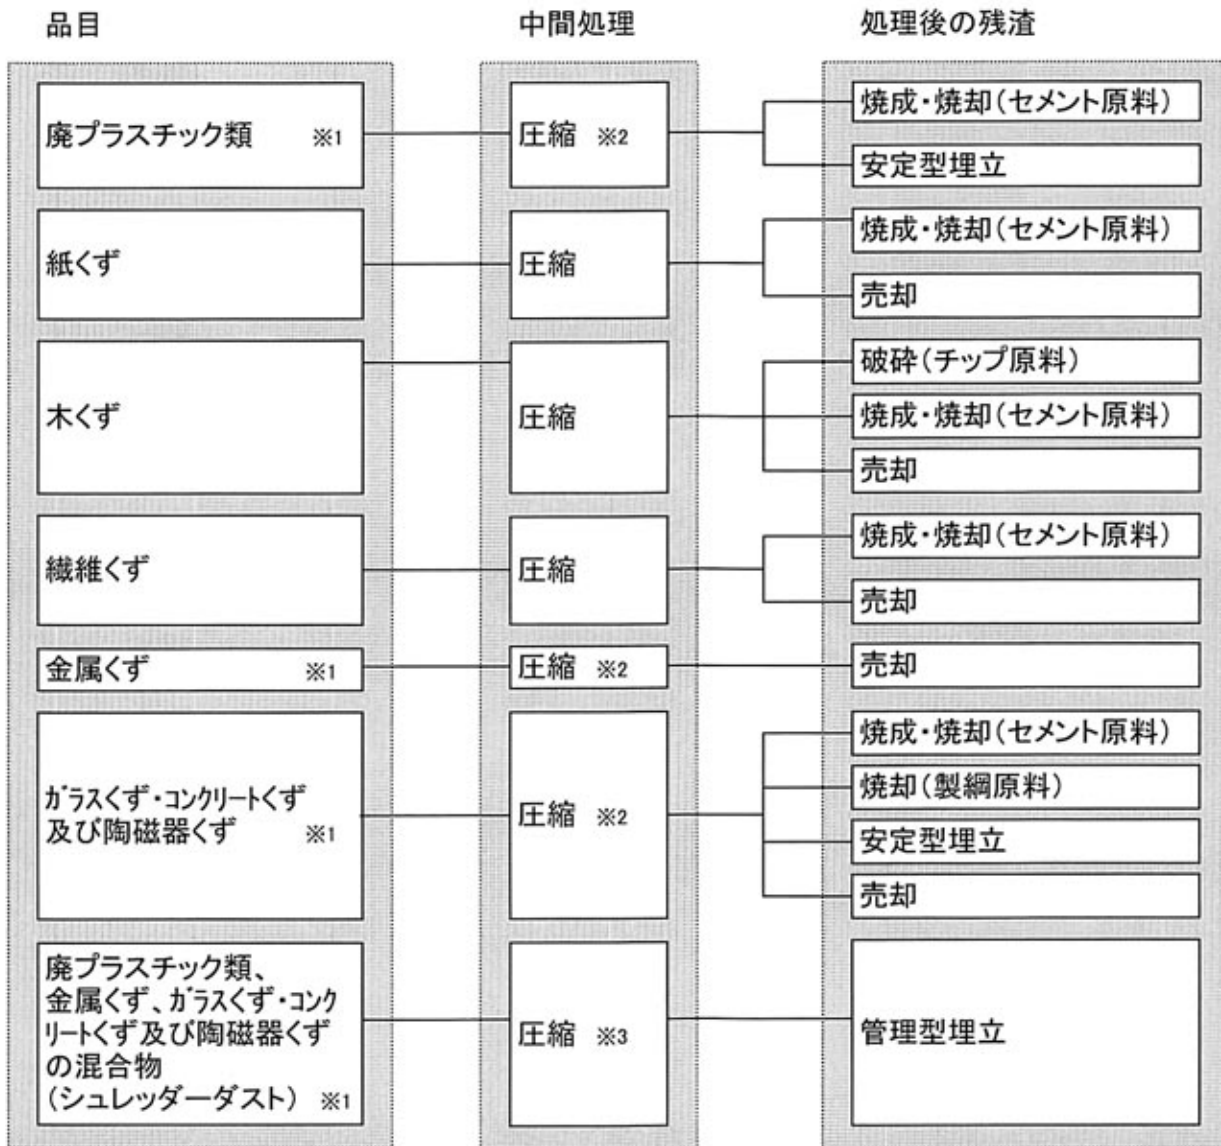 品目 中間処理 処理後の残渣
廃プラスチック類 ※1 圧縮 ※2 焼成・焼却(セメント原料)
安定型埋立
紙くず 圧縮 焼成・焼却(セメント原料)
売却
木くず 圧縮 破砕(チップ原料)
焼成・焼却(セメント原料)
売却
繊維くず 圧縮 焼成・焼却(セメント原料)
売却
金属くず ※1 圧縮 ※2 売却
ガラスくず・コンクリートくず
及び陶磁器くず ※1 圧縮 ※2 焼成・焼却(セメント原料)
焼却(製綱原料)
安定型埋立
売却
廃プラスチック類、
金属くず、ガラスくず・コンク
リートくず及び陶磁器くず
の混合物
(シュレッダーダスト) ※1 圧縮 ※3 管理型埋立